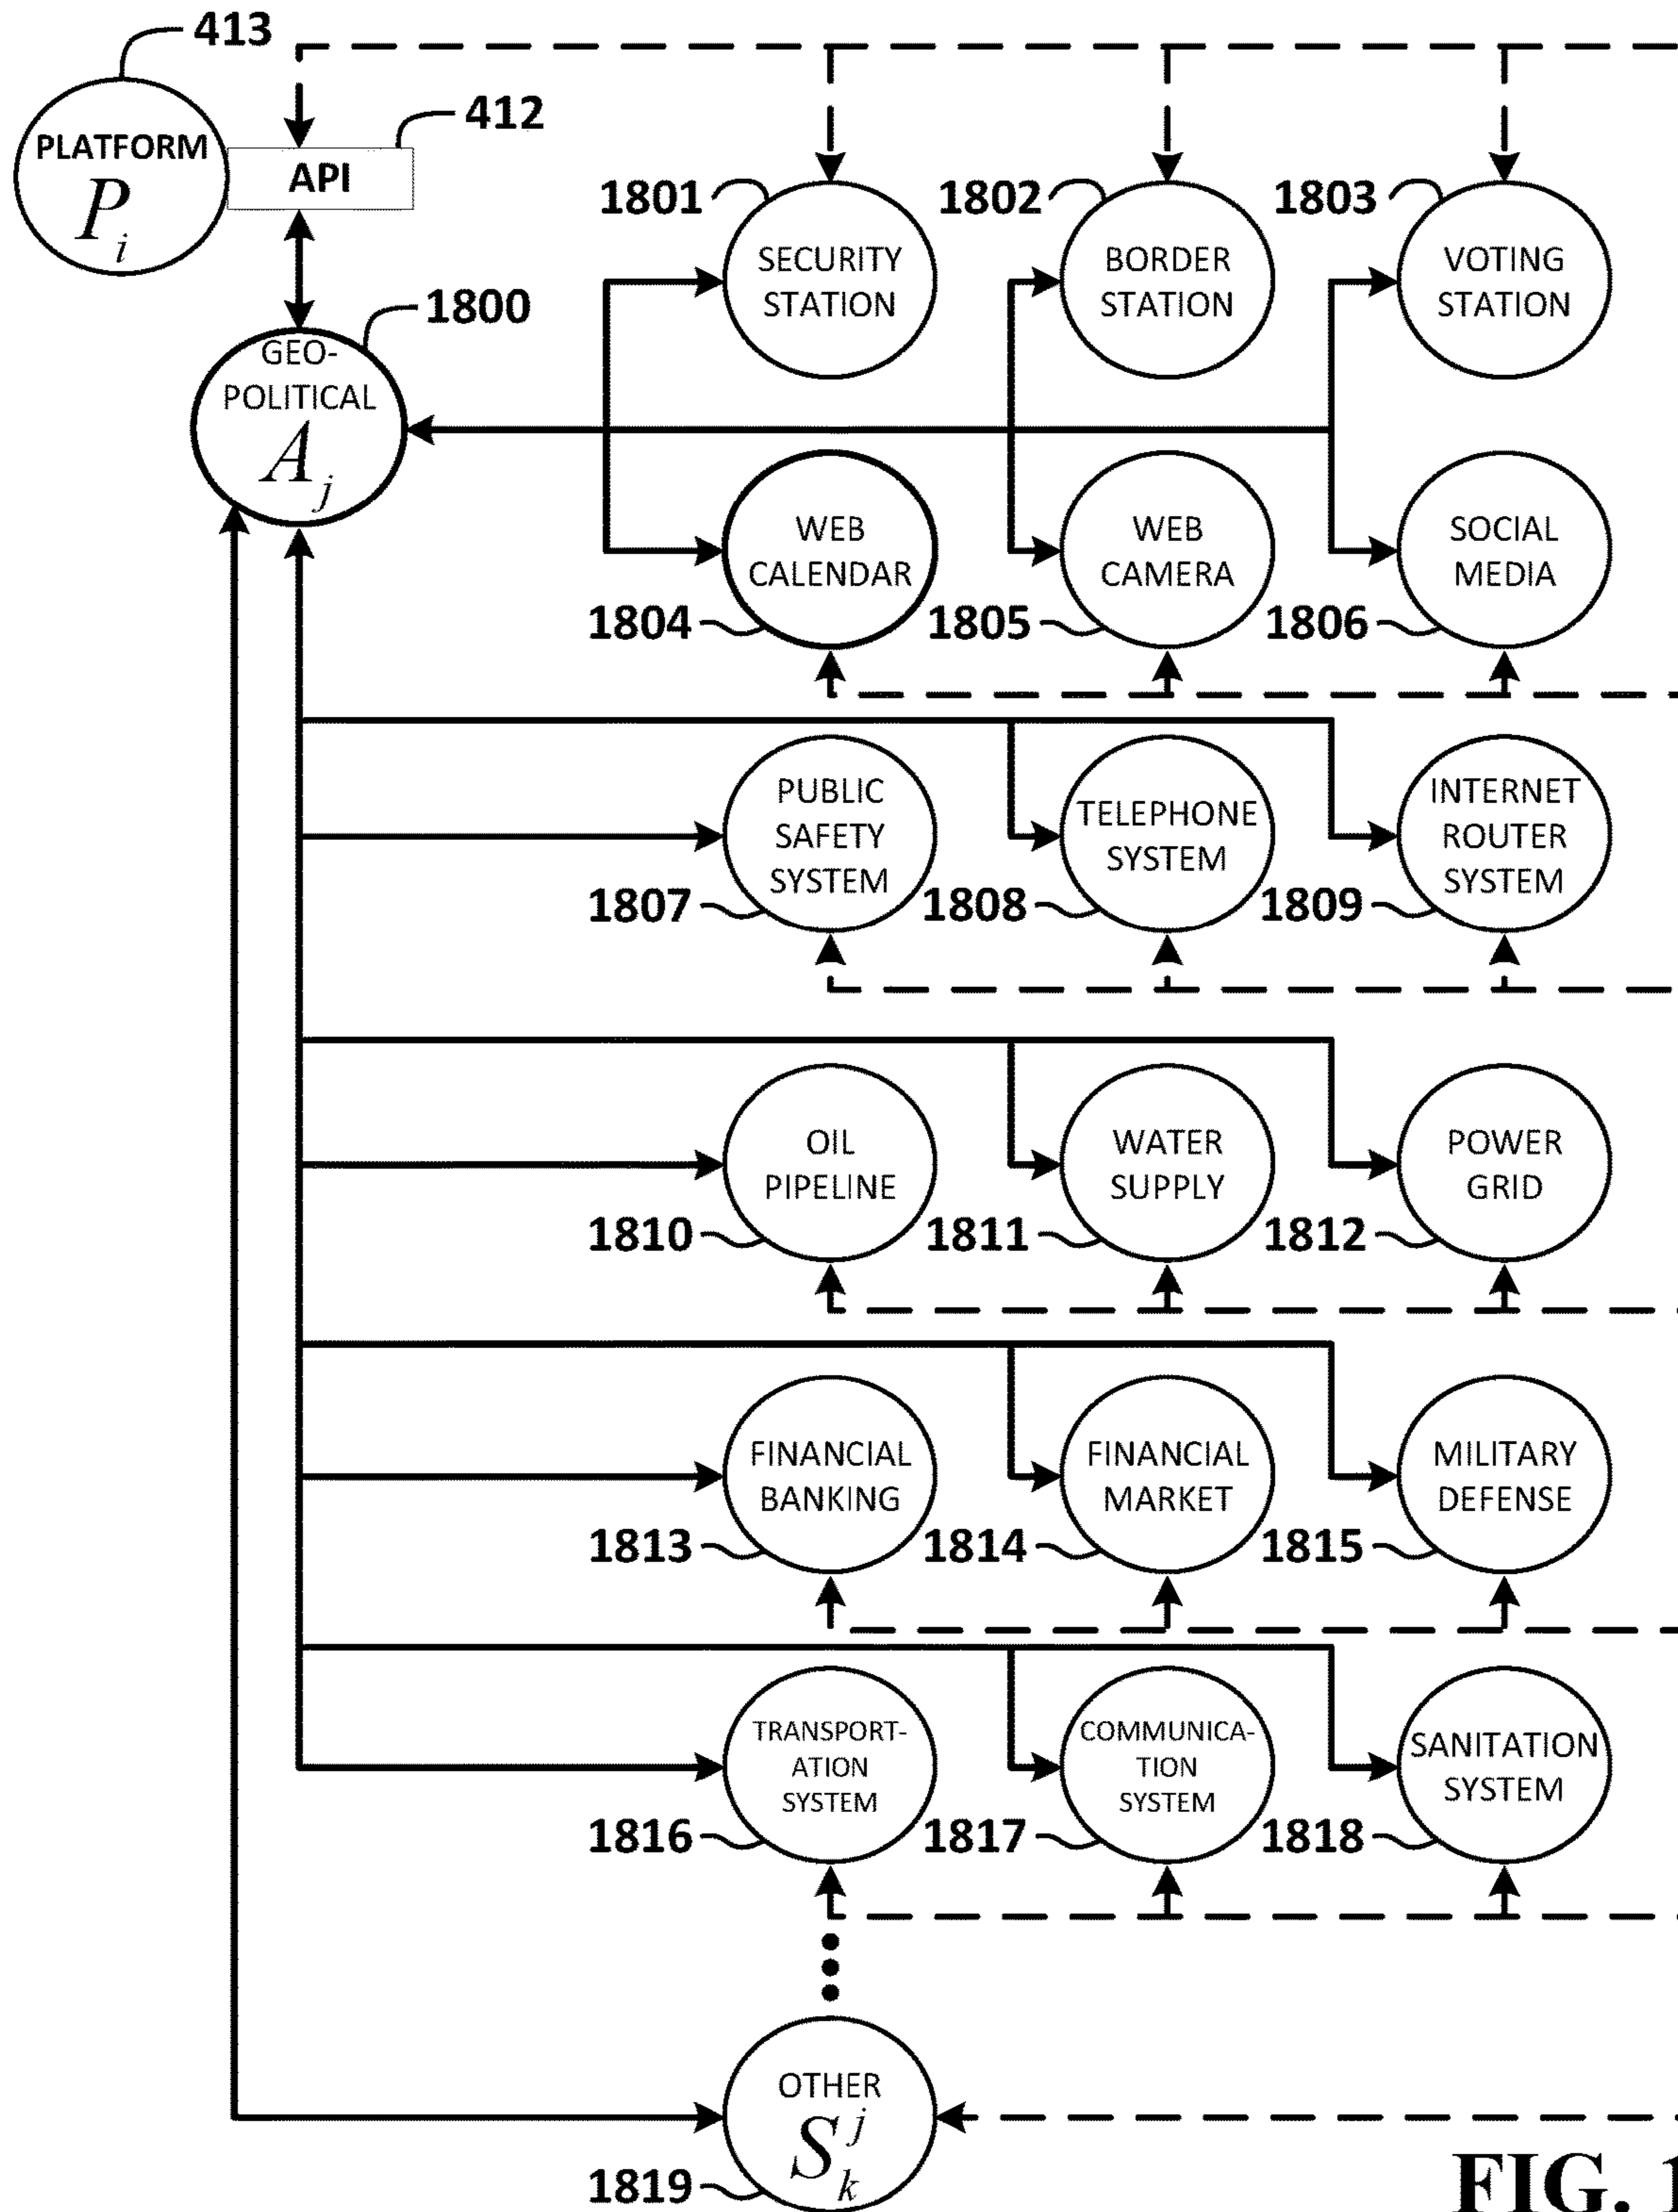 413
412
PLATFORM
P i
API
1801
1802
1803
SECURITY
STATION
BORDER
STATION
VOTING
STATION
1800
GEO-
POLITICAL
A j
WEB
CALENDAR
WEB
CAMERA
SOCIAL
MEDIA
1804
1805
1806
PUBLIC
SAFETY
SYSTEM
TELEPHONE
SYSTEM
INTERNET
ROUTER
SYSTEM
1807
1808
1809
OIL
PIPELINE
WATER
SUPPLY
POWER
GRID
1810
1811
1812
FINANCIAL
BANKING
FINANCIAL
MARKET
MILITARY
DEFENSE
1813
1814
1815
TRANSPORT-
ATION
SYSTEM
COMMUNICA-
TION
SYSTEM
SANITATION
SYSTEM
1816
1817
1818
OTHER
S j k
1819
FIG. 1